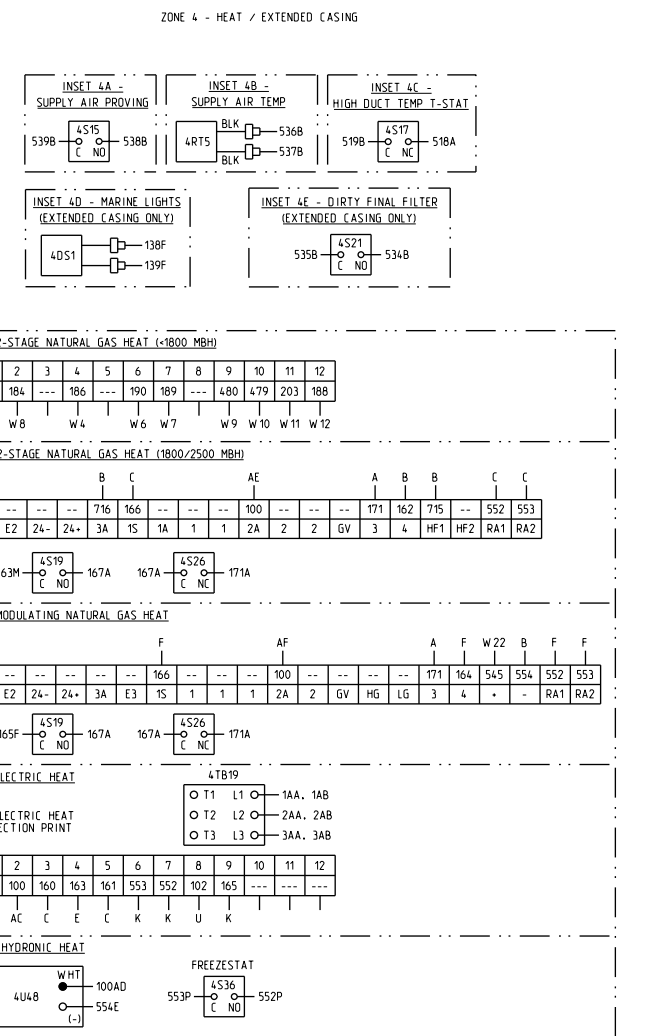 ZONE 4 - HEAT / EXTENDED CASING
INSET 4A -
SUPPLY AIR PROVING
4S15
539B
538B
C NO
INSET 4B -
SUPPLY AIR TEMP
4RT5
BLK
536B
537B
BLK
INSET 4C -
HIGH DUCT TEMP T-STAT
4S17
519B
518A
C NC
INSET 4D - MARINE LIGHTS
(EXTENDED CASING ONLY)
4DS1
138F
139F
INSET 4E - DIRTY FINAL FILTER
(EXTENDED CASING ONLY)
4S21
535B
534B
C NO
2-STAGE NATURAL GAS HEAT (<1800 MBH)
2 3 4 5 6 7 8 9 10 11 12
184 --- 186 --- 190 189 --- 480 479 203 188
W8 W4 W6 W7 W9 W10 W11 W12
2-STAGE NATURAL GAS HEAT (1800/2500 MBH)
B C AE A B B C C
-- -- -- 716 166 -- -- -- 100 -- -- -- 171 162 715 -- 552 553
E2 24- 24+ 3A 1S 1A 1 1 2A 2 2 GV 3 4 HF1 HF2 RA1 RA2
63M
4S19
167A
C NO
167A
4S26
171A
C NC
MODULATING NATURAL GAS HEAT
F AF A F W22 B F F
-- -- -- -- -- 166 -- -- -- 100 -- -- -- -- 171 164 545 554 552 553
E2 24- 24+ 3A E3 1S 1 1 1 2A 2 GV HG LG 3 4 + - RA1 RA2
65F
4S19
167A
C NO
167A
4S26
171A
C NC
LECTRIC HEAT
4TB19
T1 L1 1AA, 1AB
T2 L2 2AA, 2AB
T3 L3 3AA, 3AB
LECTRIC HEAT
ECTION PRINT
2 3 4 5 6 7 8 9 10 11 12
100 160 163 161 553 552 102 165 --- --- ---
AC C E C K K U K
HYDRONIC HEAT
4U48
WHT
100AD
554E
(-)
FREEZESTAT
4S36
553P
552P
C NO